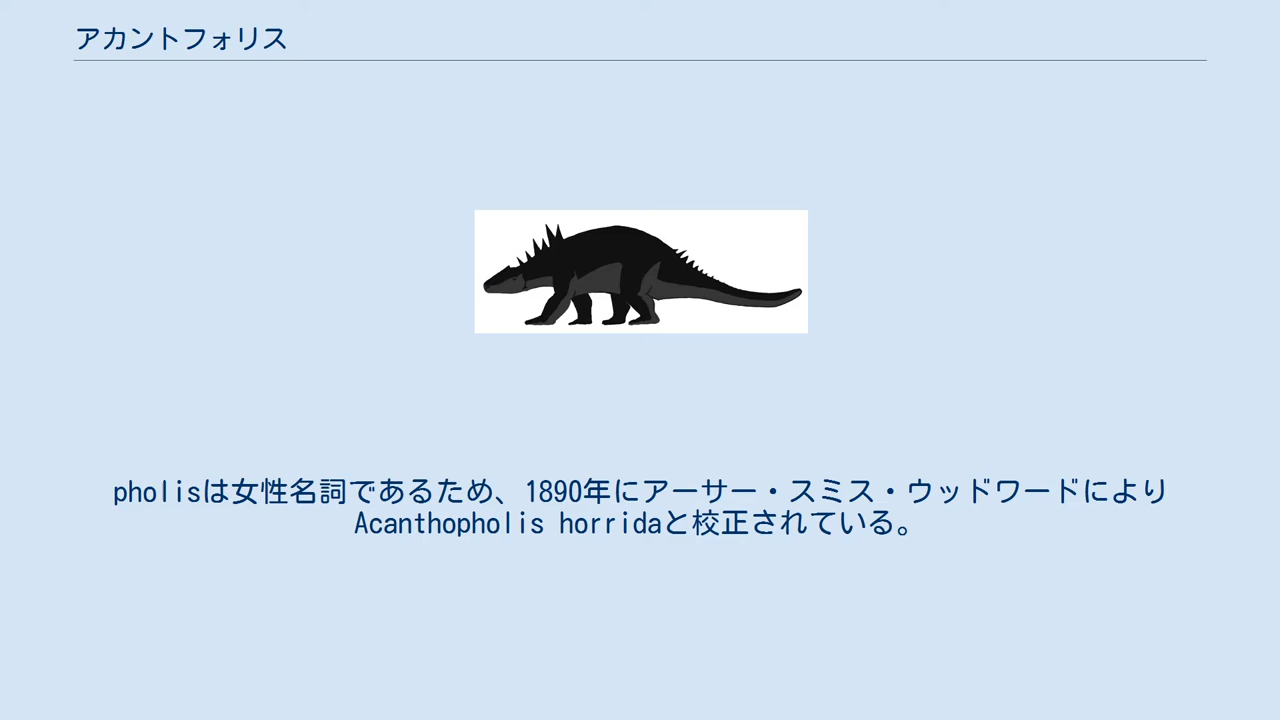 アカントフォリス
pholisは女性名詞であるため、1890年にアーサー・スミス・ウッドワードにより
Acanthopholis horridaと校正されている。